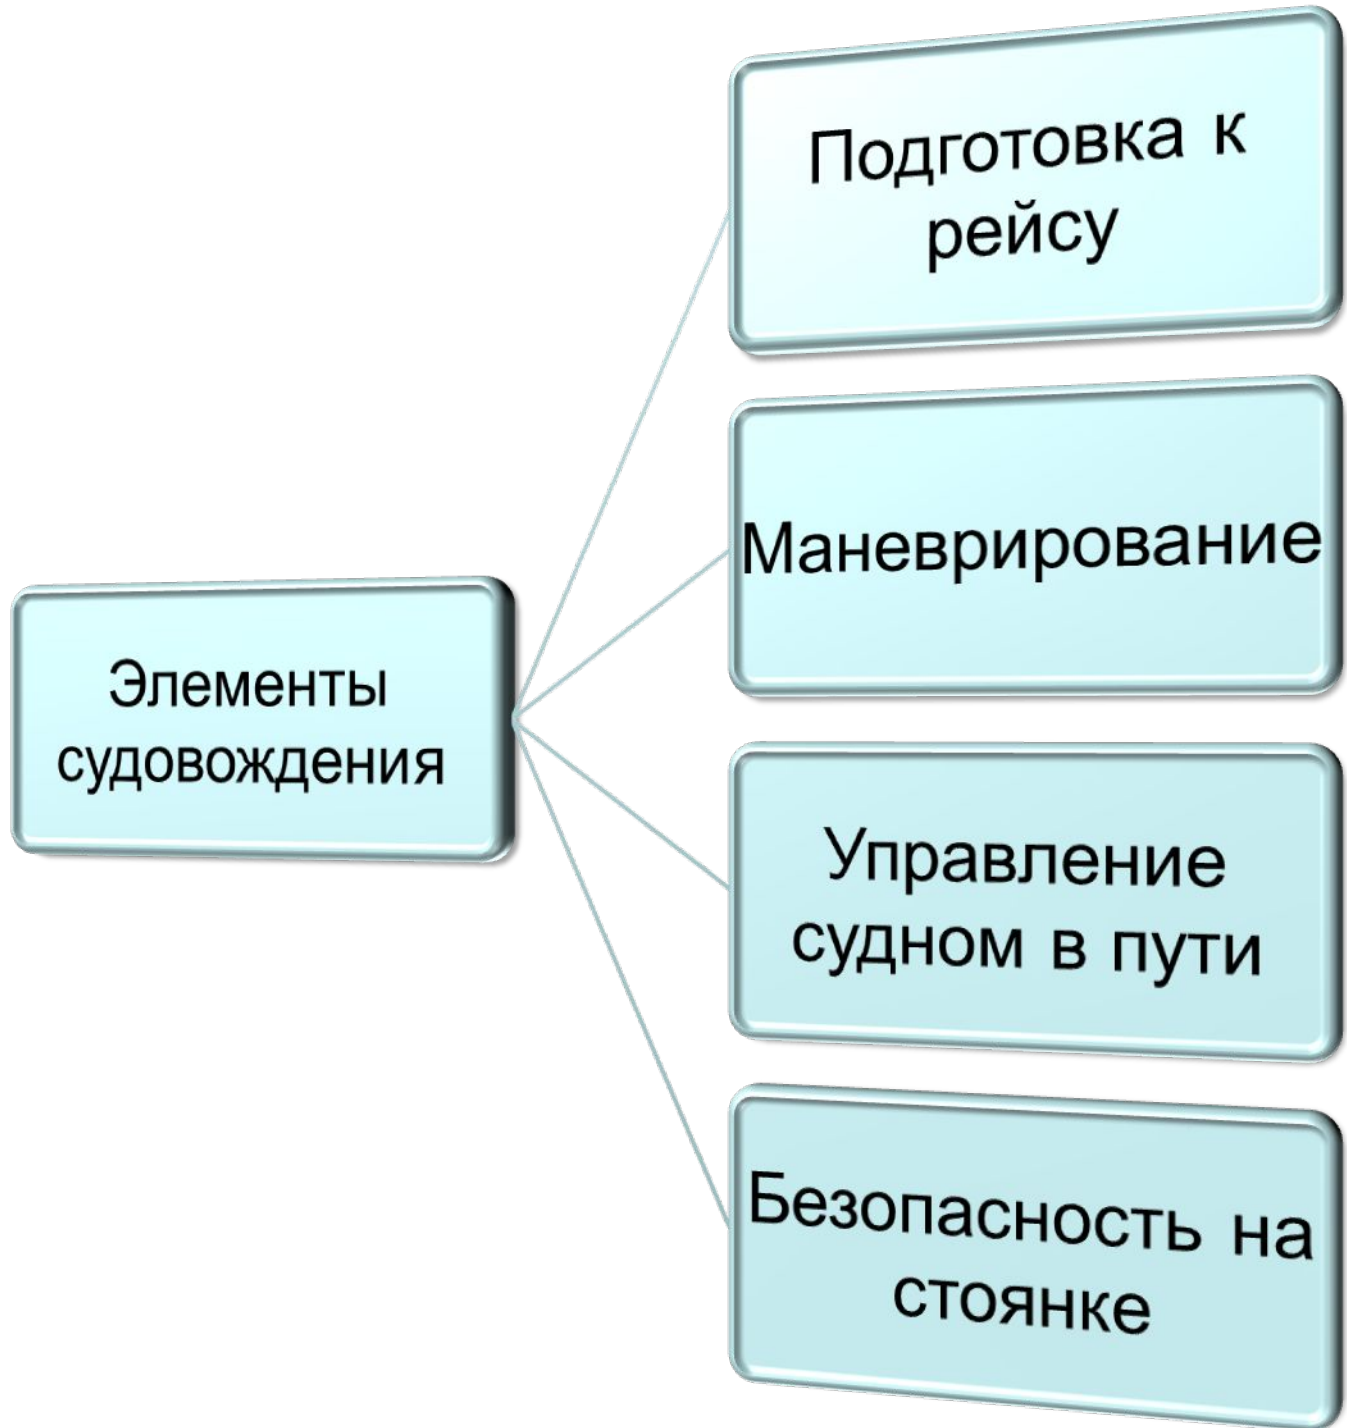 Подготовка к
рейсу
Маневрирование
Элементы
судовождения
Управление
судном в пути
Безопасность на
стоянке